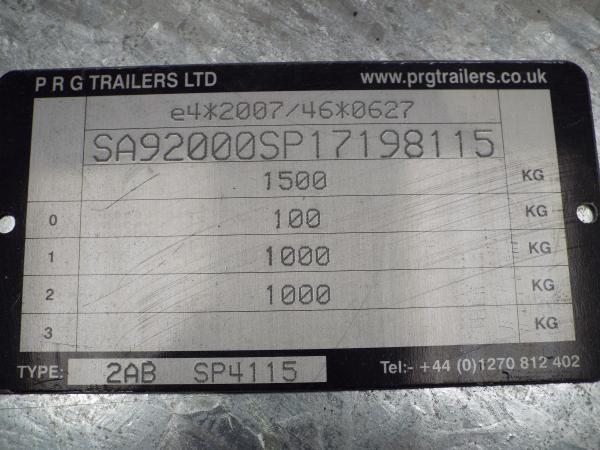 PRG TRAILERS LTD www.prgtrailers.co.uk
e4*2007/46*0627
SA92000SP17198115
1500 KG
0 100 KG
1 1000 KG
2 1000 KG
3 KG
TYPE: 2AB SP4115 Tel:- +44 (0)1270 812 402